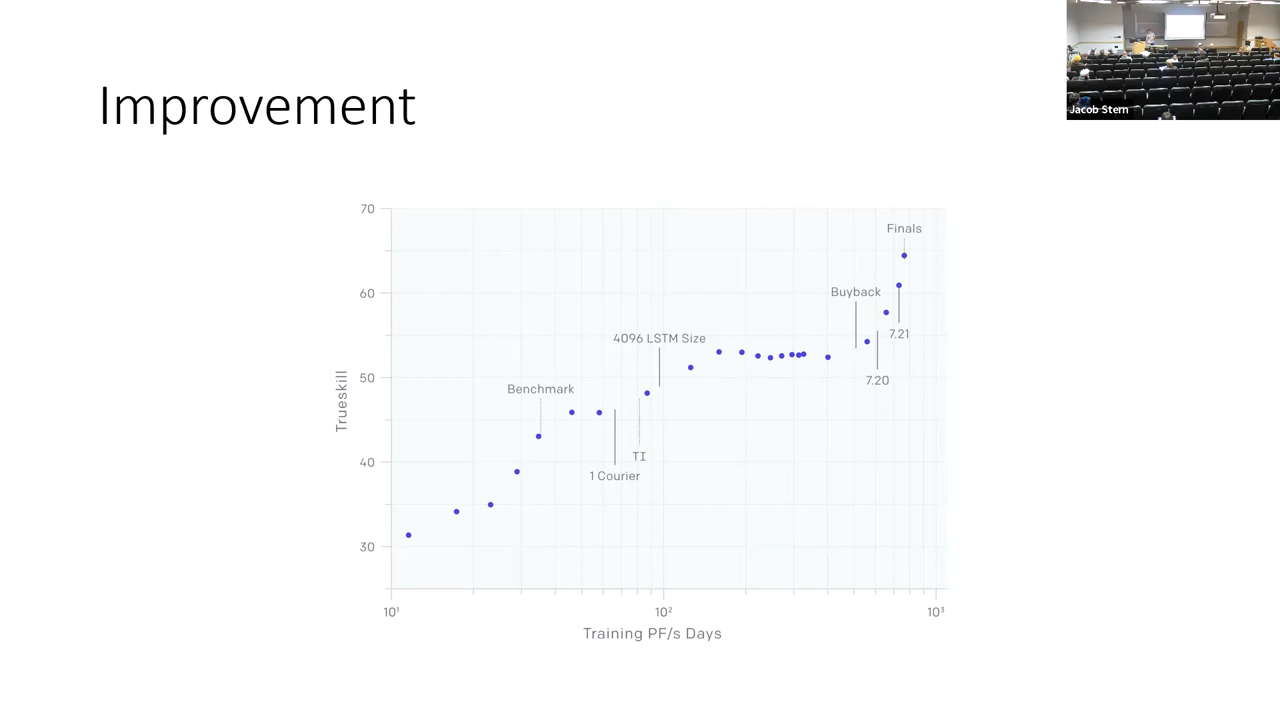 Improvement
Jacob Stern
70
60
50
40
30
Trueskill
Finals
Buyback
7.21
4096 LSTM Size
7.20
Benchmark
TI
1 Courier
10¹
10²
10³
Training PF/s Days